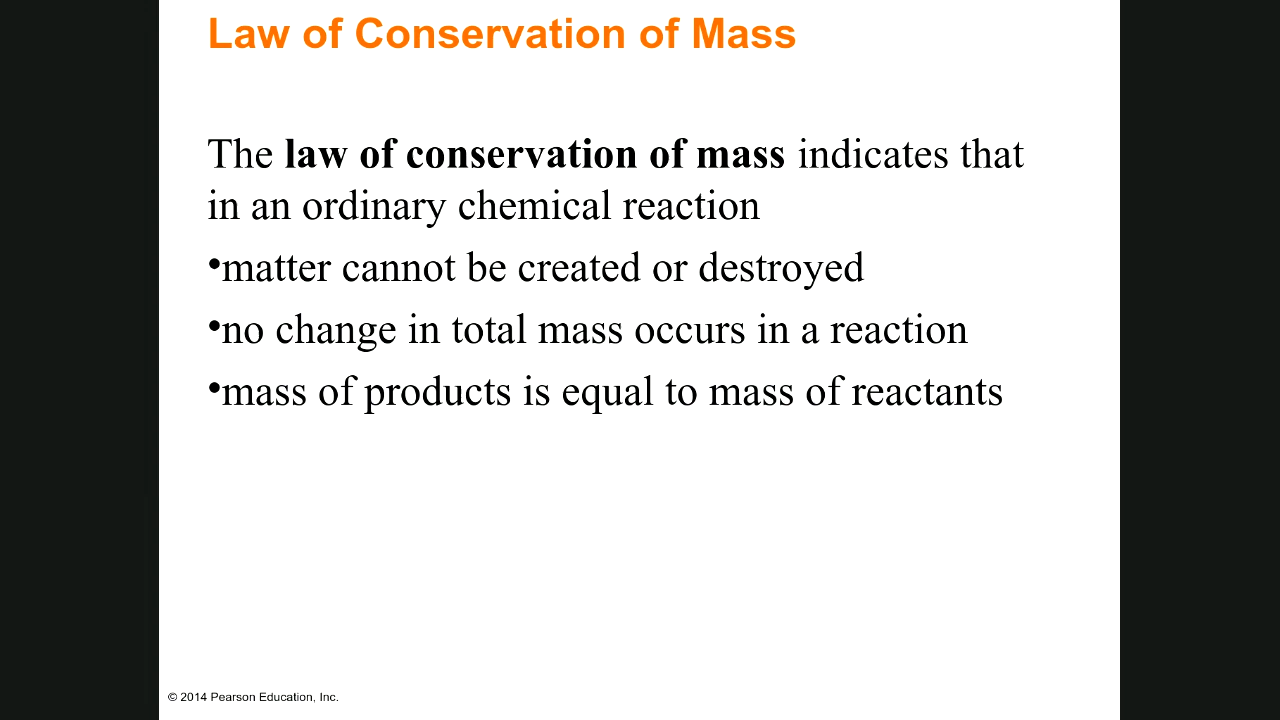 Law of Conservation of Mass
The law of conservation of mass indicates that
in an ordinary chemical reaction
•matter cannot be created or destroyed
•no change in total mass occurs in a reaction
•mass of products is equal to mass of reactants
© 2014 Pearson Education, Inc.